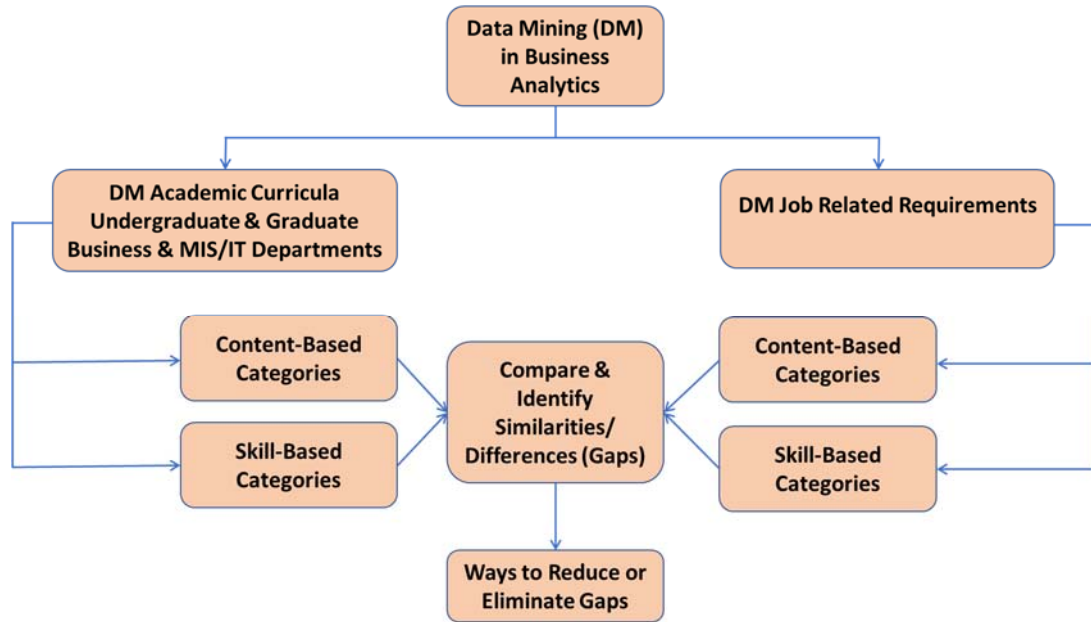 Data Mining (DM)
in Business
Analytics
DM Academic Curricula
Undergraduate & Graduate
Business & MIS/IT Departments
DM Job Related Requirements
Content-Based
Categories
Skill-Based
Categories
Compare &
Identify
Similarities/
Differences (Gaps)
Content-Based
Categories
Skill-Based
Categories
Ways to Reduce or
Eliminate Gaps